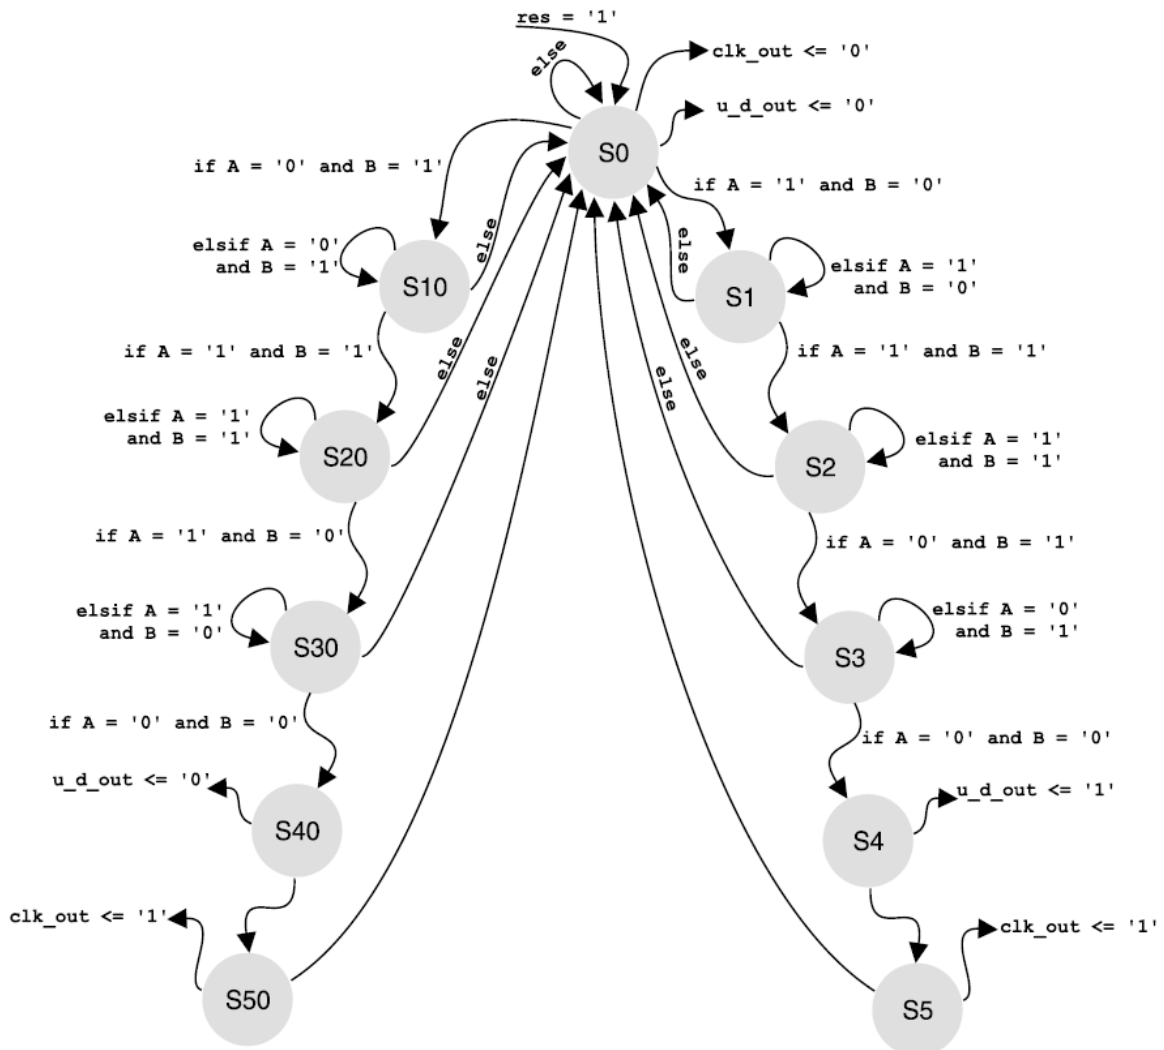 res = '1'
else
clk_out <= '0'
u_d_out <= '0'
S0
if A = '0' and B = '1'
if A = '1' and B = '0'
else
else
elsif A = '0'
and B = '1'
S10
S1
elsif A = '1'
and B = '0'
if A = '1' and B = '1'
else
else
else
else
if A = '1' and B = '1'
elsif A = '1'
and B = '1'
S20
S2
elsif A = '1'
and B = '1'
if A = '1' and B = '0'
if A = '0' and B = '1'
elsif A = '1'
and B = '0'
S30
S3
elsif A = '0'
and B = '1'
if A = '0' and B = '0'
if A = '0' and B = '0'
u_d_out <= '0'
u_d_out <= '1'
S40
S4
clk_out <= '1'
clk_out <= '1'
S50
S5